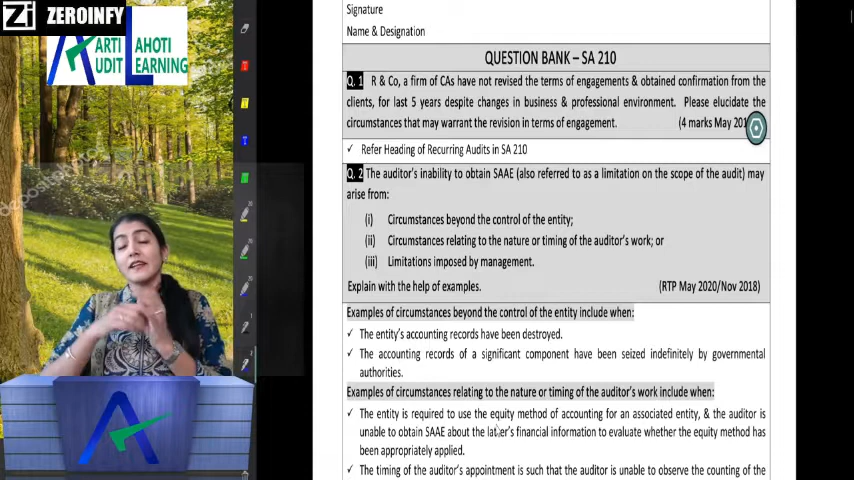 Zi ZEROINFY
ARTI LAHOTI
AUDIT LEARNING
Signature
Name & Designation
QUESTION BANK – SA 210
Q. 1 R & Co, a firm of CAs have not revised the terms of engagements & obtained confirmation from the
clients, for last 5 years despite changes in business & professional environment. Please elucidate the
circumstances that may warrant the revision in terms of engagement. (4 marks May
✓ Refer Heading of Recurring Audits in SA 210
Q. 2 The auditor's inability to obtain SAAE (also referred to as a limitation on the scope of the audit) may
arise from:
(i) Circumstances beyond the control of the entity;
(ii) Circumstances relating to the nature or timing of the auditor's work; or
(iii) Limitations imposed by management.
Explain with the help of examples. (RTP May 2020/Nov 2018)
Examples of circumstances beyond the control of the entity include when:
✓ The entity's accounting records have been destroyed.
✓ The accounting records of a significant component have been seized indefinitely by governmental
authorities.
Examples of circumstances relating to the nature or timing of the auditor's work include when:
✓ The entity is required to use the equity method of accounting for an associated entity, & the auditor is
unable to obtain SAAE about the latter's financial information to evaluate whether the equity method has
been appropriately applied.
✓ The timing of the auditor's appointment is such that the auditor is unable to observe the counting of the